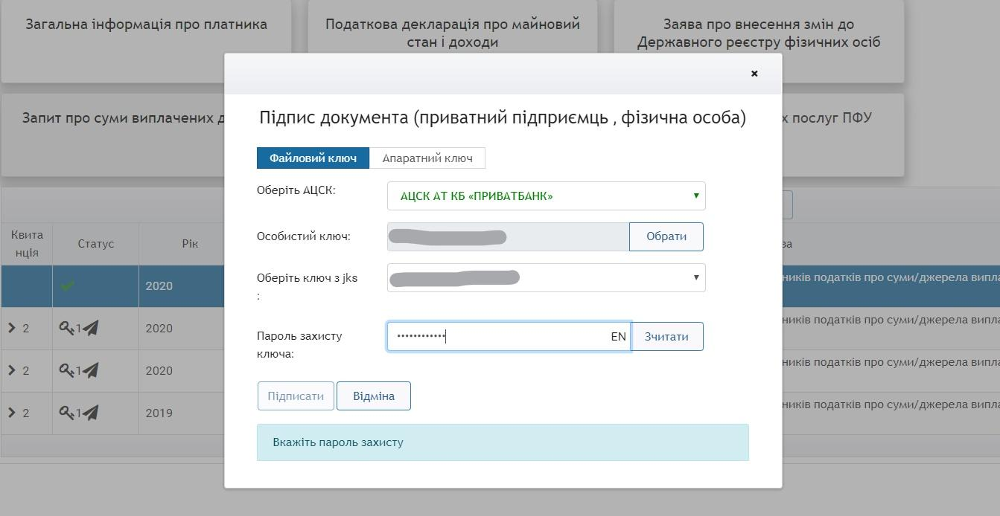 Загальна інформація про платника
Податкова декларація про майновий
стан і доходи
Заява про внесення змін до
Державного реєстру фізичних осіб
×
Запит про суми виплачених д
х послуг ПФУ
Підпис документа (приватний підприємць , фізична особа)
Файловий ключ
Апаратний ключ
Оберіть АЦСК:
АЦСК АТ КБ «ПРИВАТБАНК»
Особистий ключ:
Обрати
Оберіть ключ з jks
:
Пароль захисту
ключа:
••••••••••••
EN
Зчитати
Підписати
Відміна
Вкажіть пароль захисту
Квита
нція
Статус
Рік
ва
2020
ників податків про суми/джерела випла
2
1
2020
ників податків про суми/джерела випла
2
1
2020
ників податків про суми/джерела випла
2
1
2019
ників податків про суми/джерела випла